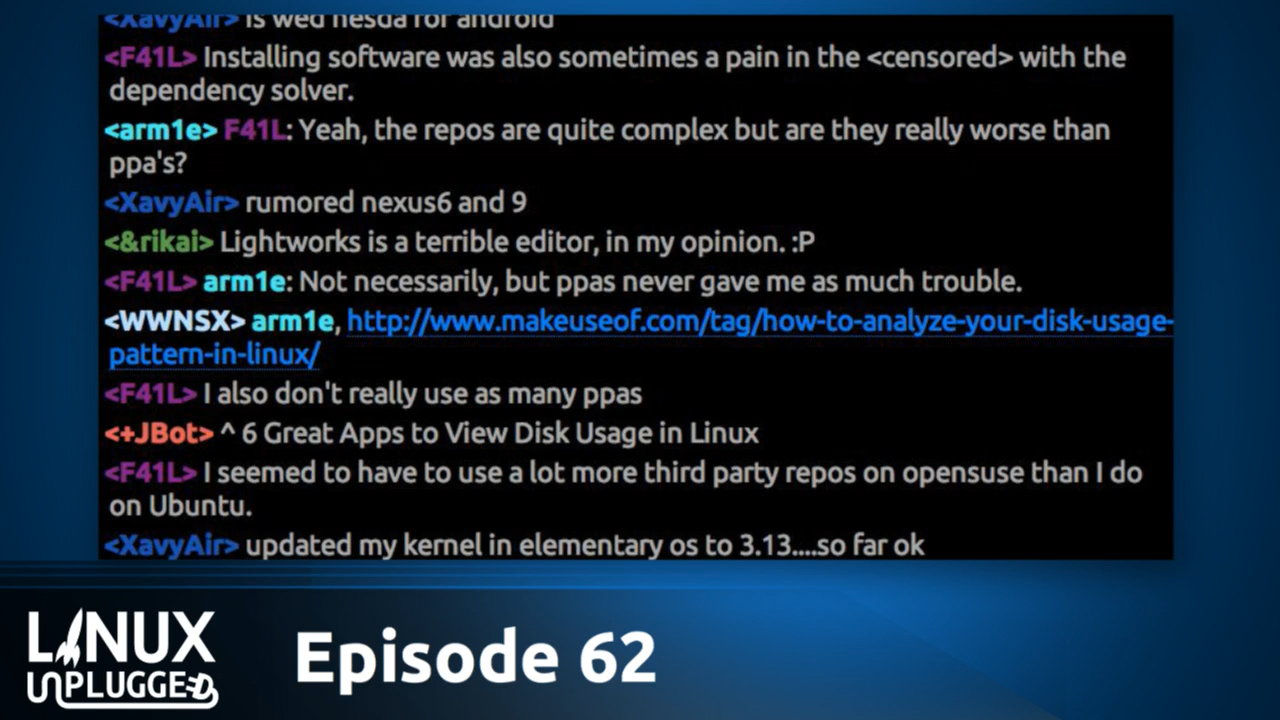 <XavyAir> is wed nesda for android
<F41L> Installing software was also sometimes a pain in the <censored> with the
dependency solver.
<arm1e> F41L: Yeah, the repos are quite complex but are they really worse than
ppa's?
<XavyAir> rumored nexus6 and 9
<&rikai> Lightworks is a terrible editor, in my opinion. :P
<F41L> arm1e: Not necessarily, but ppas never gave me as much trouble.
<WWNSX> arm1e, http://www.makeuseof.com/tag/how-to-analyze-your-disk-usage-
pattern-in-linux/
<F41L> I also don't really use as many ppas
<+JBot> ^ 6 Great Apps to View Disk Usage in Linux
<F41L> I seemed to have to use a lot more third party repos on opensuse than I do
on Ubuntu.
<XavyAir> updated my kernel in elementary os to 3.13....so far ok
LINUX
UNPLUGGED
Episode 62